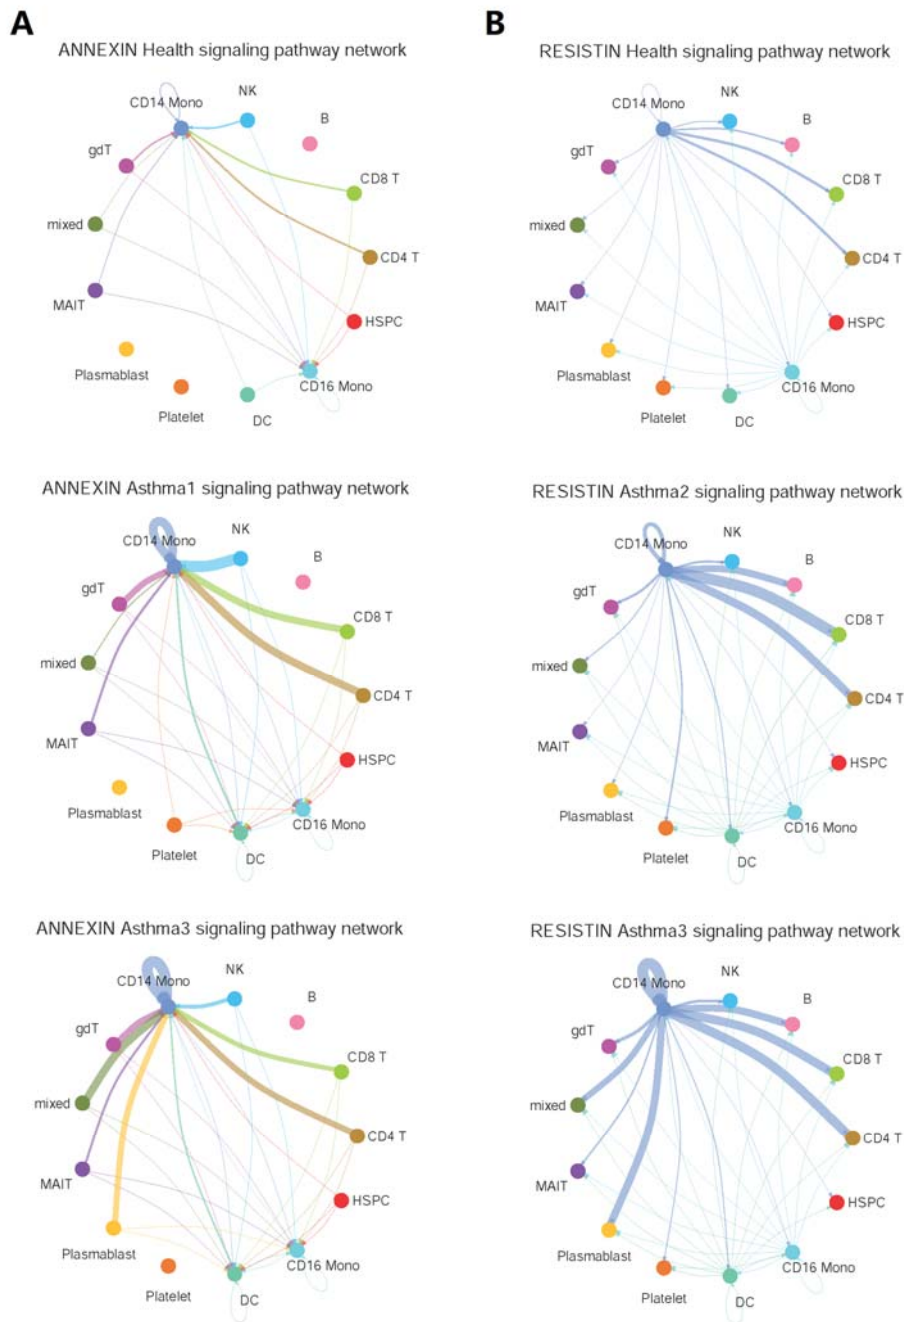 A
B
ANNEXIN Health signaling pathway network
CD14 Mono
NK
B
gdT
CD8 T
mixed
CD4 T
MAIT
HSPC
Plasmablast
CD16 Mono
Platelet
DC
RESISTIN Health signaling pathway network
CD14 Mono
NK
B
gdT
CD8 T
mixed
CD4 T
MAIT
HSPC
Plasmablast
CD16 Mono
Platelet
DC
ANNEXIN Asthma1 signaling pathway network
CD14 Mono
NK
B
gdT
CD8 T
mixed
CD4 T
MAIT
HSPC
Plasmablast
CD16 Mono
Platelet
DC
RESISTIN Asthma2 signaling pathway network
CD14 Mono
NK
B
gdT
CD8 T
mixed
CD4 T
MAIT
HSPC
Plasmablast
CD16 Mono
Platelet
DC
ANNEXIN Asthma3 signaling pathway network
CD14 Mono
NK
B
gdT
CD8 T
mixed
CD4 T
MAIT
HSPC
Plasmablast
CD16 Mono
Platelet
DC
RESISTIN Asthma3 signaling pathway network
CD14 Mono
NK
B
gdT
CD8 T
mixed
CD4 T
MAIT
HSPC
Plasmablast
CD16 Mono
Platelet
DC